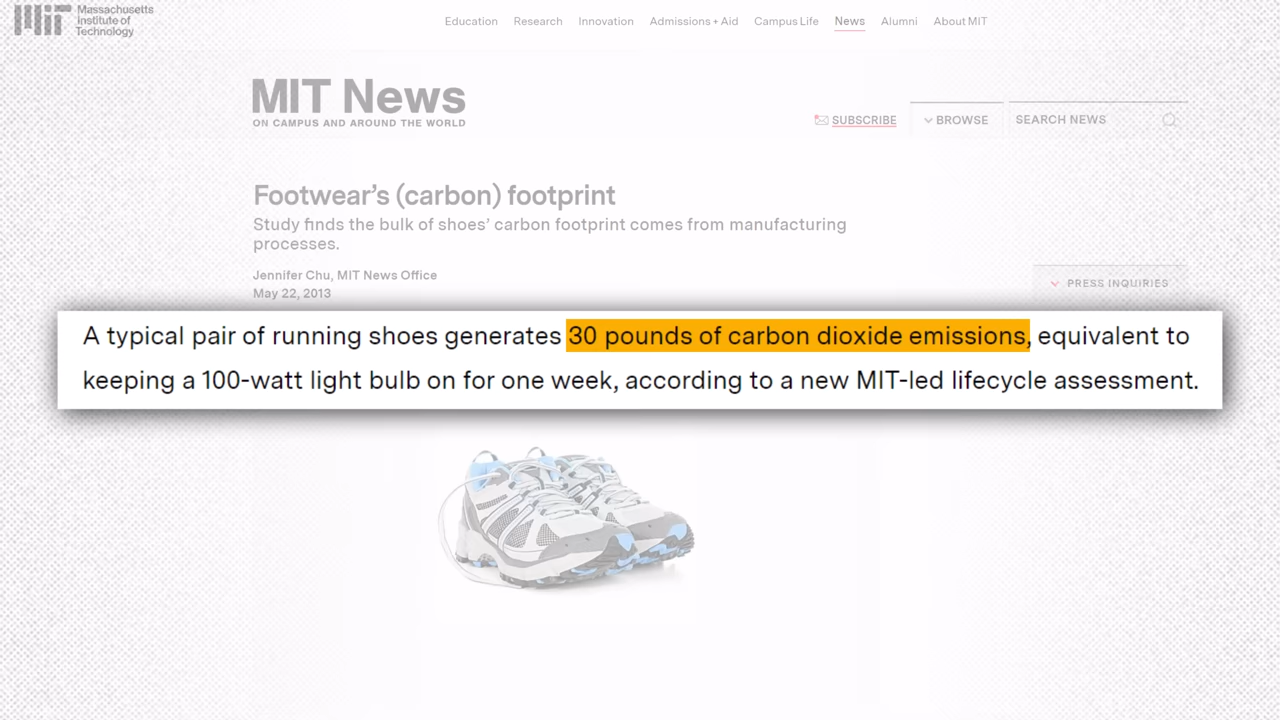 Massachusetts
Institute of
Technology
Education Research Innovation Admissions + Aid Campus Life News Alumni About MIT
MIT News
ON CAMPUS AND AROUND THE WORLD
SUBSCRIBE BROWSE SEARCH NEWS
Footwear’s (carbon) footprint
Study finds the bulk of shoes’ carbon footprint comes from manufacturing
processes.
Jennifer Chu, MIT News Office
May 22, 2013
PRESS INQUIRIES
A typical pair of running shoes generates 30 pounds of carbon dioxide emissions, equivalent to
keeping a 100-watt light bulb on for one week, according to a new MIT-led lifecycle assessment.